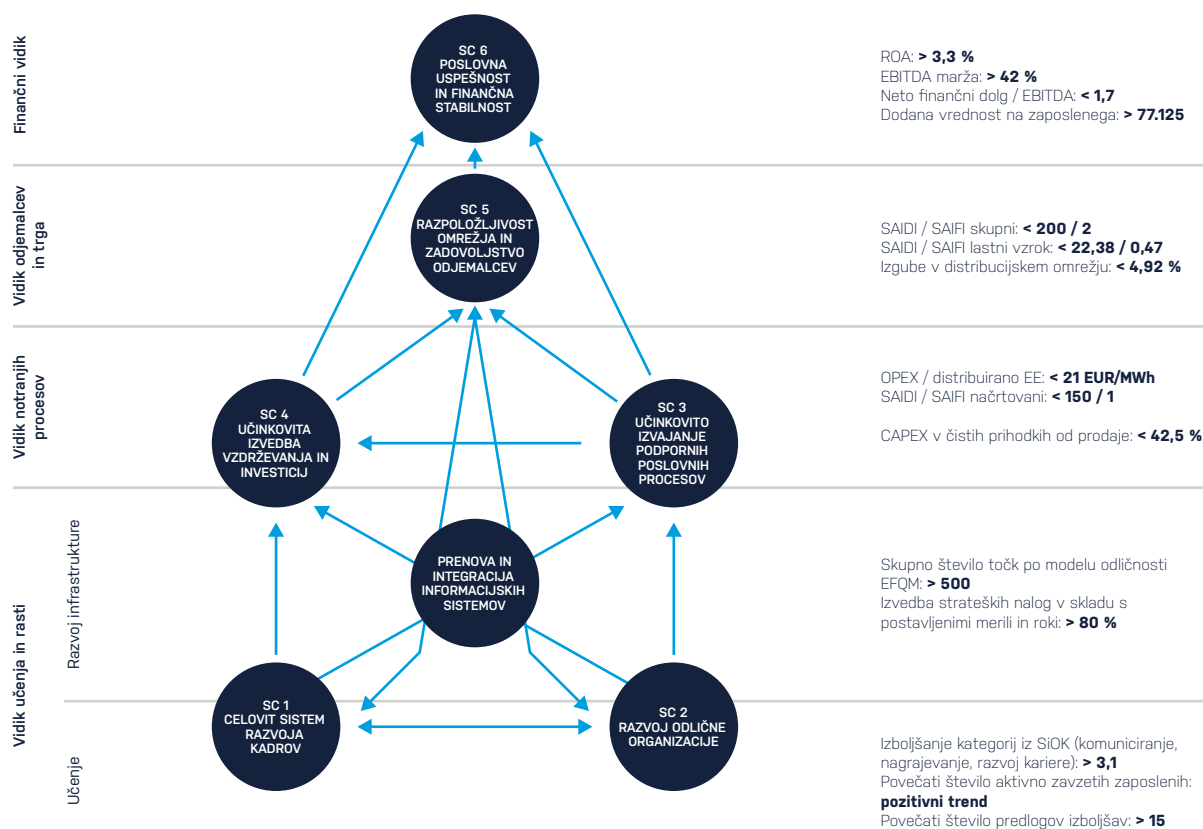 Finančni vidik
SC 6
POSLOVNA
USPEŠNOST
IN FINANČNA
STABILNOST
ROA: > 3,3 %
EBITDA marža: > 42 %
Neto finančni dolg / EBITDA: < 1,7
Dodana vrednost na zaposlenega: > 77.125
Vidik odjemalcev
in trga
SC 5
RAZPOLOŽLJIVOST
OMREŽJA IN
ZADOVOLJSTVO
ODJEMALCEV
SAIDI / SAIFI skupni: < 200 / 2
SAIDI / SAIFI lastni vzrok: < 22,38 / 0,47
Izgube v distribucijskem omrežju: < 4,92 %
Vidik notranjih
procesov
SC 4
UČINKOVITA
IZVEDBA
VZDRŽEVANJA IN
INVESTICIJ
SC 3
UČINKOVITO
IZVAJANJE
PODPORNIH
POSLOVNIH
PROCESOV
OPEX / distribuirano EE: < 21 EUR/MWh
SAIDI / SAIFI načrtovani: < 150 / 1
CAPEX v čistih prihodkih od prodaje: < 42,5 %
Vidik učenja in rasti
Razvoj infrastrukture
PRENOVA IN
INTEGRACIJA
INFORMACIJSKIH
SISTEMOV
Skupno število točk po modelu odličnosti
EFQM: > 500
Izvedba strateških nalog v skladu s
postavljenimi merili in roki: > 80 %
Učenje
SC 1
CELOVIT SISTEM
RAZVOJA
KADROV
SC 2
RAZVOJ ODLIČNE
ORGANIZACIJE
Izboljšanje kategorij iz SiOK (komuniciranje,
nagrajevanje, razvoj kariere): > 3,1
Povečati število aktivno zavzetih zaposlenih:
pozitivni trend
Povečati število predlogov izboljšav: > 15